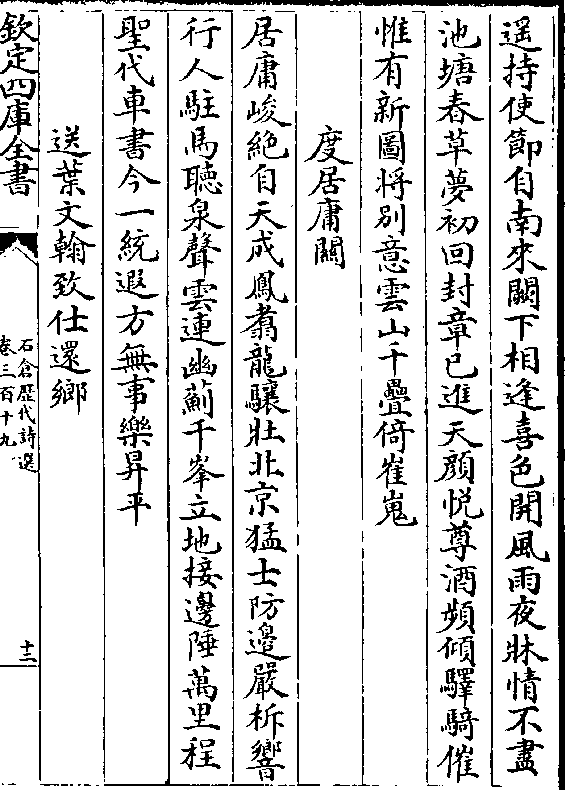 遥持使節自南來闕下相逢喜色開風雨夜牀情不盡
池塘春草夢初回封章已進天顔悦尊酒頻傾驛騎催
惟有新圖將别意雲山千疊倚崔嵬
度居庸關
居庸峻絶自天成鳳翥龍驤壯北京猛士防邊嚴柝響
行人駐馬聽泉聲雲連幽薊千峯立地接邊陲萬里程
聖代車書今一統遐方無事樂昇平
送葉文翰致仕還鄉
欽定四庫全書
石倉歷代詩選
卷三百十九
十二